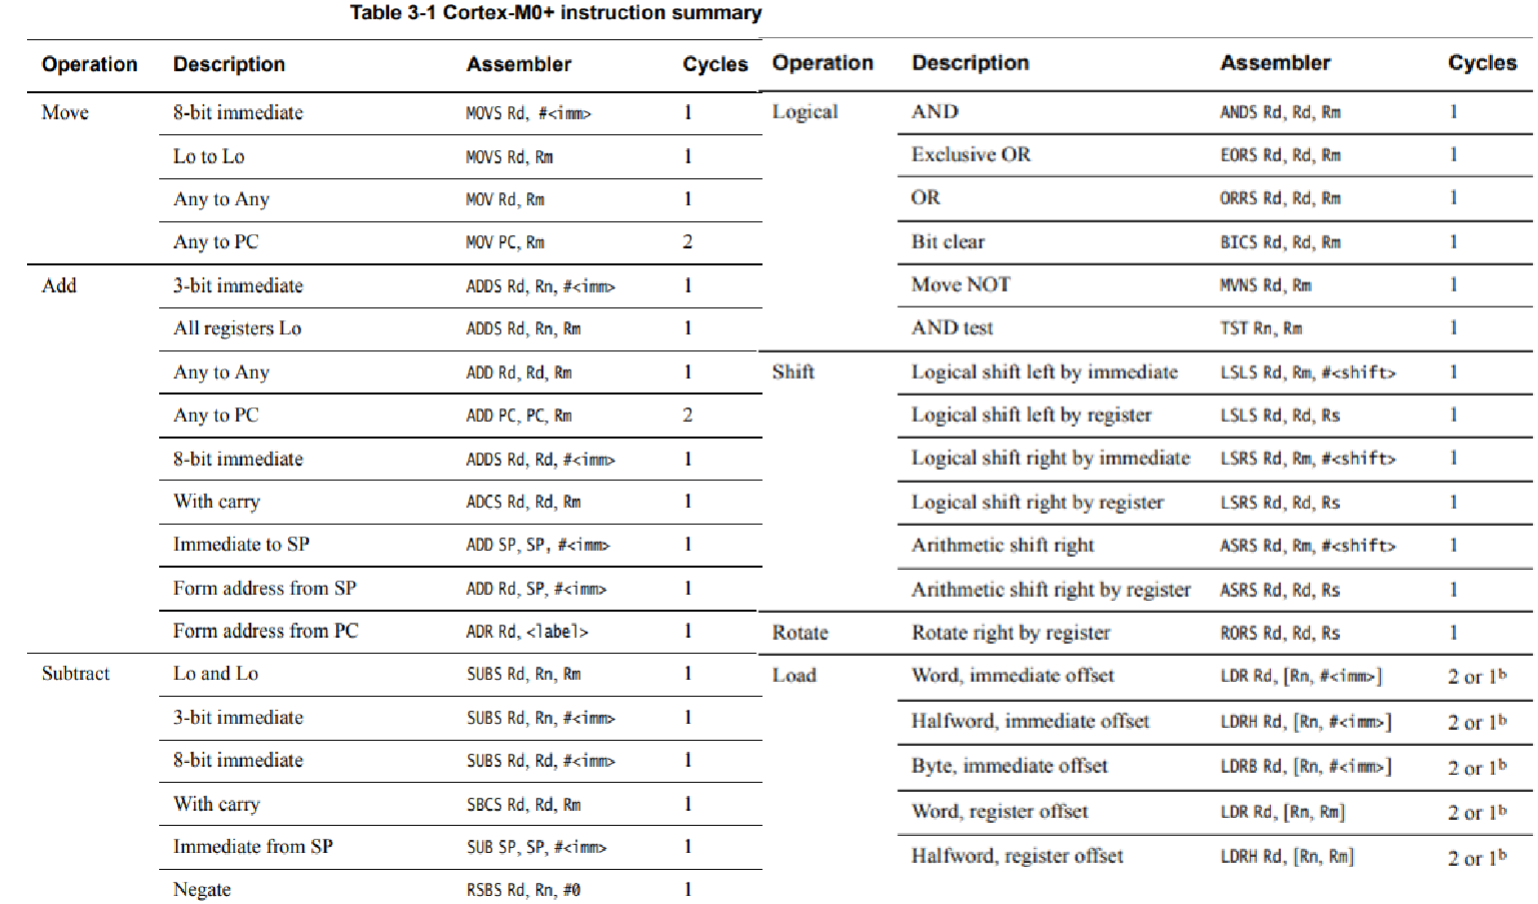 Table 3-1 Cortex-M0+ instruction summary
Operation Description Assembler Cycles
Move 8-bit immediate MOVS Rd, #<imm> 1
Lo to Lo MOVS Rd, Rm 1
Any to Any MOV Rd, Rm 1
Any to PC MOV PC, Rm 2
Add 3-bit immediate ADDS Rd, Rn, #<imm> 1
All registers Lo ADDS Rd, Rn, Rm 1
Any to Any ADD Rd, Rd, Rm 1
Any to PC ADD PC, PC, Rm 2
8-bit immediate ADDS Rd, Rd, #<imm> 1
With carry ADCS Rd, Rd, Rm 1
Immediate to SP ADD SP, SP, #<imm> 1
Form address from SP ADD Rd, SP, #<imm> 1
Form address from PC ADR Rd, <label> 1
Subtract Lo and Lo SUBS Rd, Rn, Rm 1
3-bit immediate SUBS Rd, Rn, #<imm> 1
8-bit immediate SUBS Rd, Rd, #<imm> 1
With carry SBCS Rd, Rd, Rm 1
Immediate from SP SUB SP, SP, #<imm> 1
Negate RSBS Rd, Rn, #0 1
Operation Description Assembler Cycles
Logical AND ANDS Rd, Rd, Rm 1
Exclusive OR EORS Rd, Rd, Rm 1
OR ORRS Rd, Rd, Rm 1
Bit clear BICS Rd, Rd, Rm 1
Move NOT MVNS Rd, Rm 1
AND test TST Rn, Rm 1
Shift Logical shift left by immediate LSLS Rd, Rm, #<shift> 1
Logical shift left by register LSLS Rd, Rd, Rs 1
Logical shift right by immediate LSRS Rd, Rm, #<shift> 1
Logical shift right by register LSRS Rd, Rd, Rs 1
Arithmetic shift right ASRS Rd, Rm, #<shift> 1
Arithmetic shift right by register ASRS Rd, Rd, Rs 1
Rotate Rotate right by register RORS Rd, Rd, Rs 1
Load Word, immediate offset LDR Rd, [Rn, #<imm>] 2 or 1b
Halfword, immediate offset LDRH Rd, [Rn, #<imm>] 2 or 1b
Byte, immediate offset LDRB Rd, [Rn, #<imm>] 2 or 1b
Word, register offset LDR Rd, [Rn, Rm] 2 or 1b
Halfword, register offset LDRH Rd, [Rn, Rm] 2 or 1b